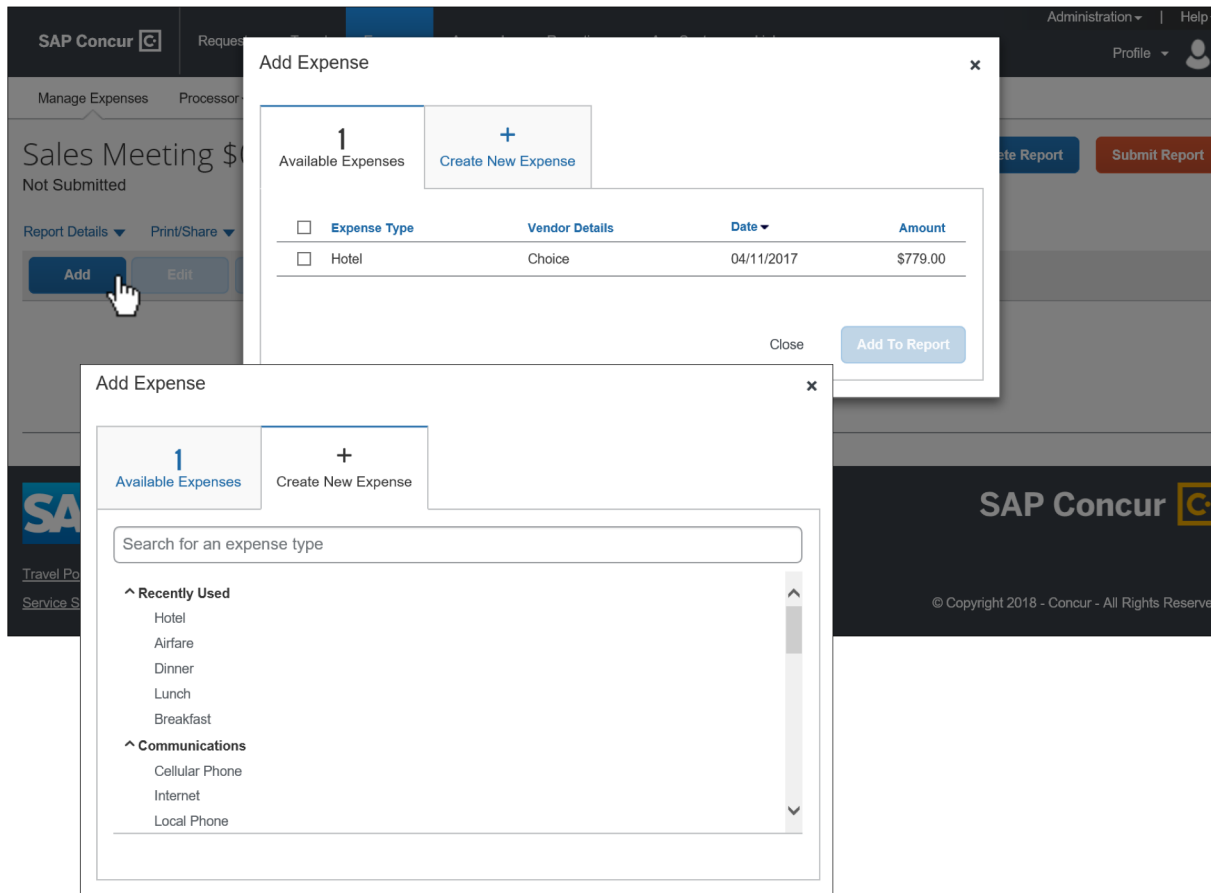 Administration | Help
SAP Concur
Profile
Add Expense
Manage Expenses Processor
1
Available Expenses
+
Create New Expense
Sales Meeting
Not Submitted
Report
Submit Report
Report Details Print/Share
Expense Type Vendor Details Date Amount
Hotel Choice 04/11/2017 $779.00
Add Edit
Close Add To Report
Add Expense
1
Available Expenses
+
Create New Expense
Search for an expense type
Recently Used
Hotel
Airfare
Dinner
Lunch
Breakfast
Communications
Cellular Phone
Internet
Local Phone
SAP Concur
Travel
Service
© Copyright 2018 - Concur - All Rights